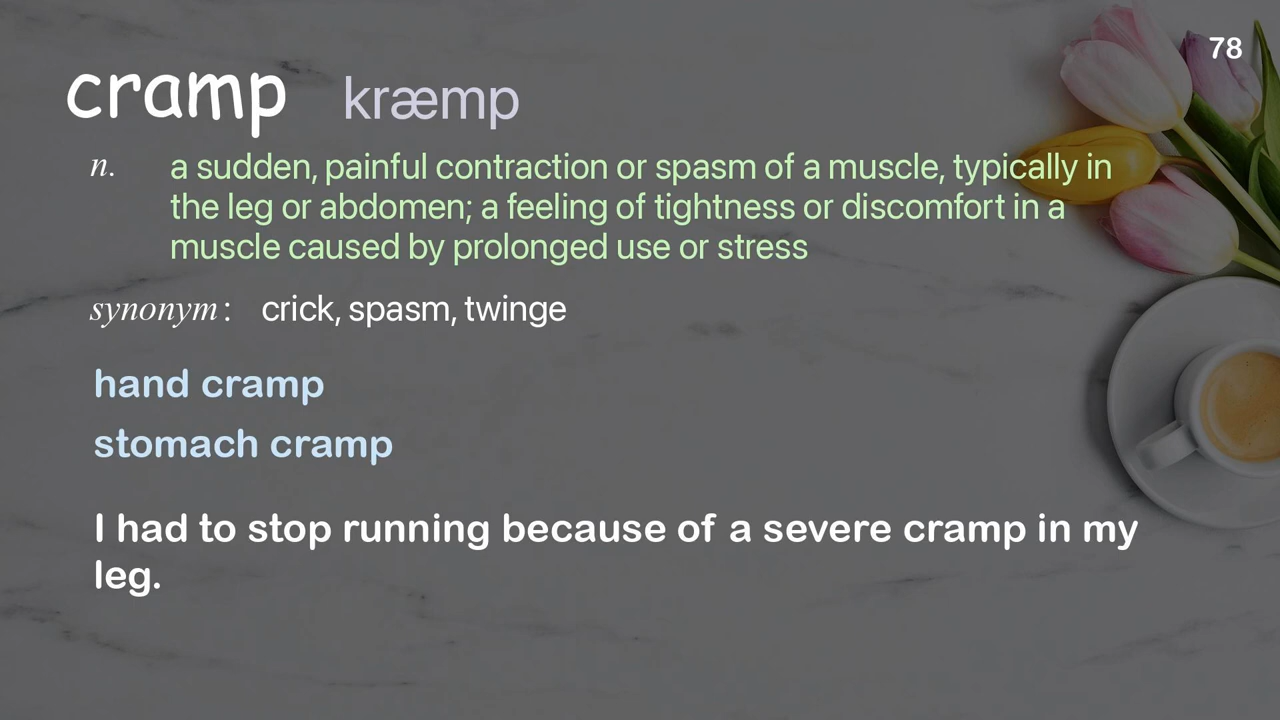 78
cramp kræmp
n. a sudden, painful contraction or spasm of a muscle, typically in
the leg or abdomen; a feeling of tightness or discomfort in a
muscle caused by prolonged use or stress
synonym: crick, spasm, twinge
hand cramp
stomach cramp
I had to stop running because of a severe cramp in my
leg.